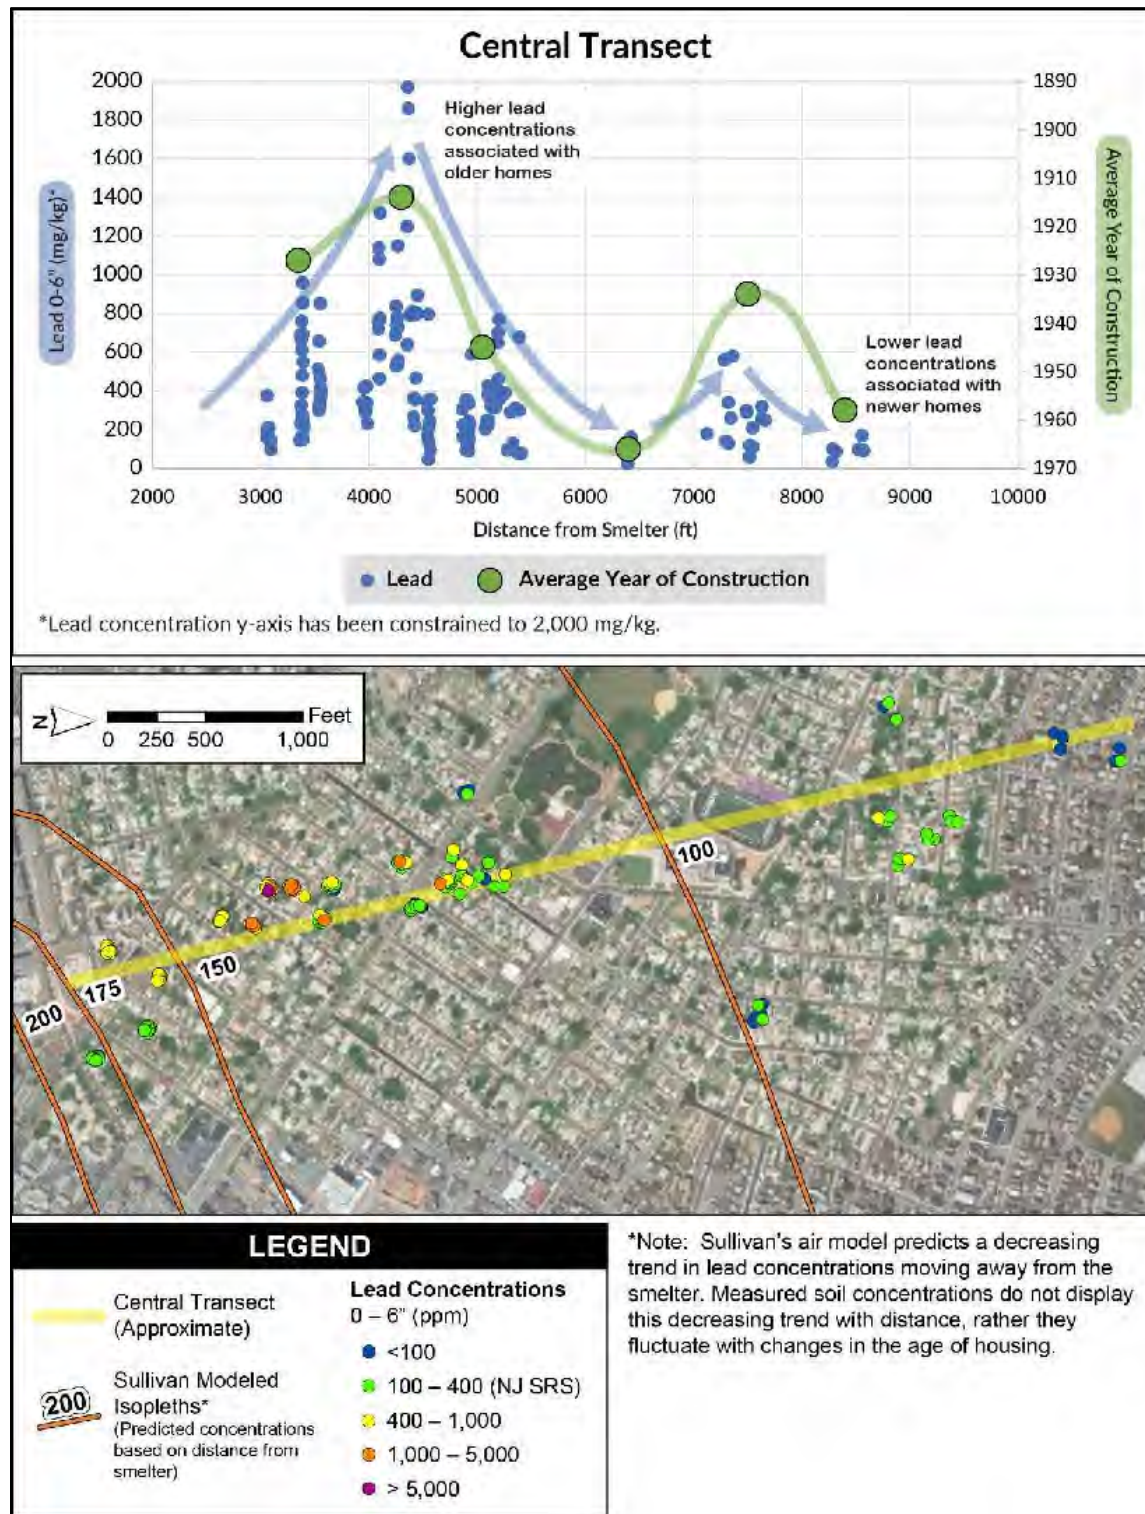 Central Transect
2000
1800
1600
1400
1200
1000
800
600
400
200
0
Lead 0-6" (mg/kg)*
Higher lead
concentrations
associated with
older homes
Lower lead
concentrations
associated with
newer homes
1890
1900
1910
1920
1930
1940
1950
1960
1970
Average Year of Construction
2000 3000 4000 5000 6000 7000 8000 9000 10000
Distance from Smelter (ft)
Lead Average Year of Construction
*Lead concentration y-axis has been constrained to 2,000 mg/kg.
N
Feet
0 250 500 1,000
100
150
175
200
LEGEND
Central Transect
(Approximate)
200
Sullivan Modeled
Isopleths*
(Predicted concentrations
based on distance from
smelter)
Lead Concentrations
0 – 6" (ppm)
<100
100 – 400 (NJ SRS)
400 – 1,000
1,000 – 5,000
> 5,000
*Note: Sullivan's air model predicts a decreasing
trend in lead concentrations moving away from the
smelter. Measured soil concentrations do not display
this decreasing trend with distance, rather they
fluctuate with changes in the age of housing.